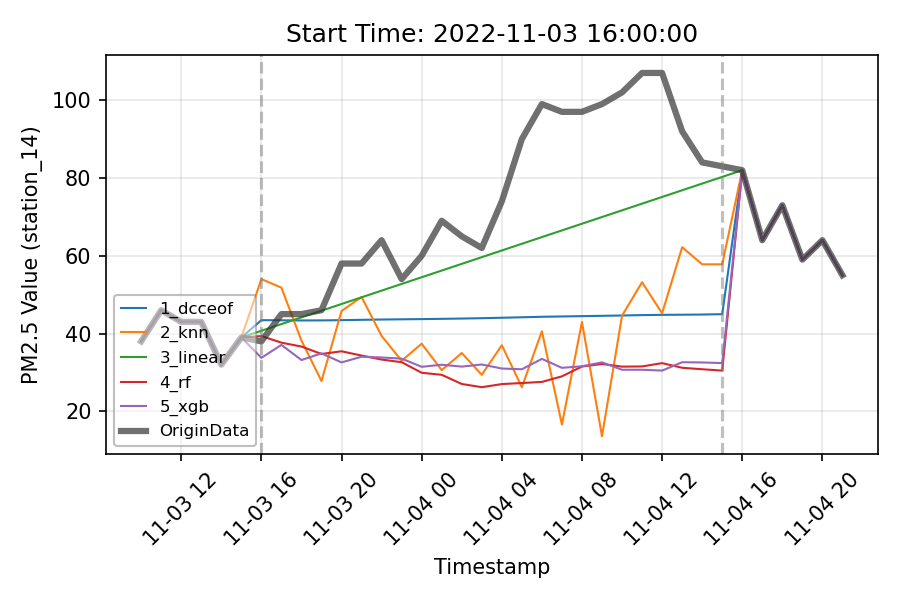 Start Time: 2022-11-03 16:00:00
PM2.5 Value (station_14)
100
80
60
40
20
1_dcceof
2_knn
3_linear
4_rf
5_xgb
OriginData
11-03 12
11-03 16
11-03 20
11-04 00
11-04 04
11-04 08
11-04 12
11-04 16
11-04 20
Timestamp